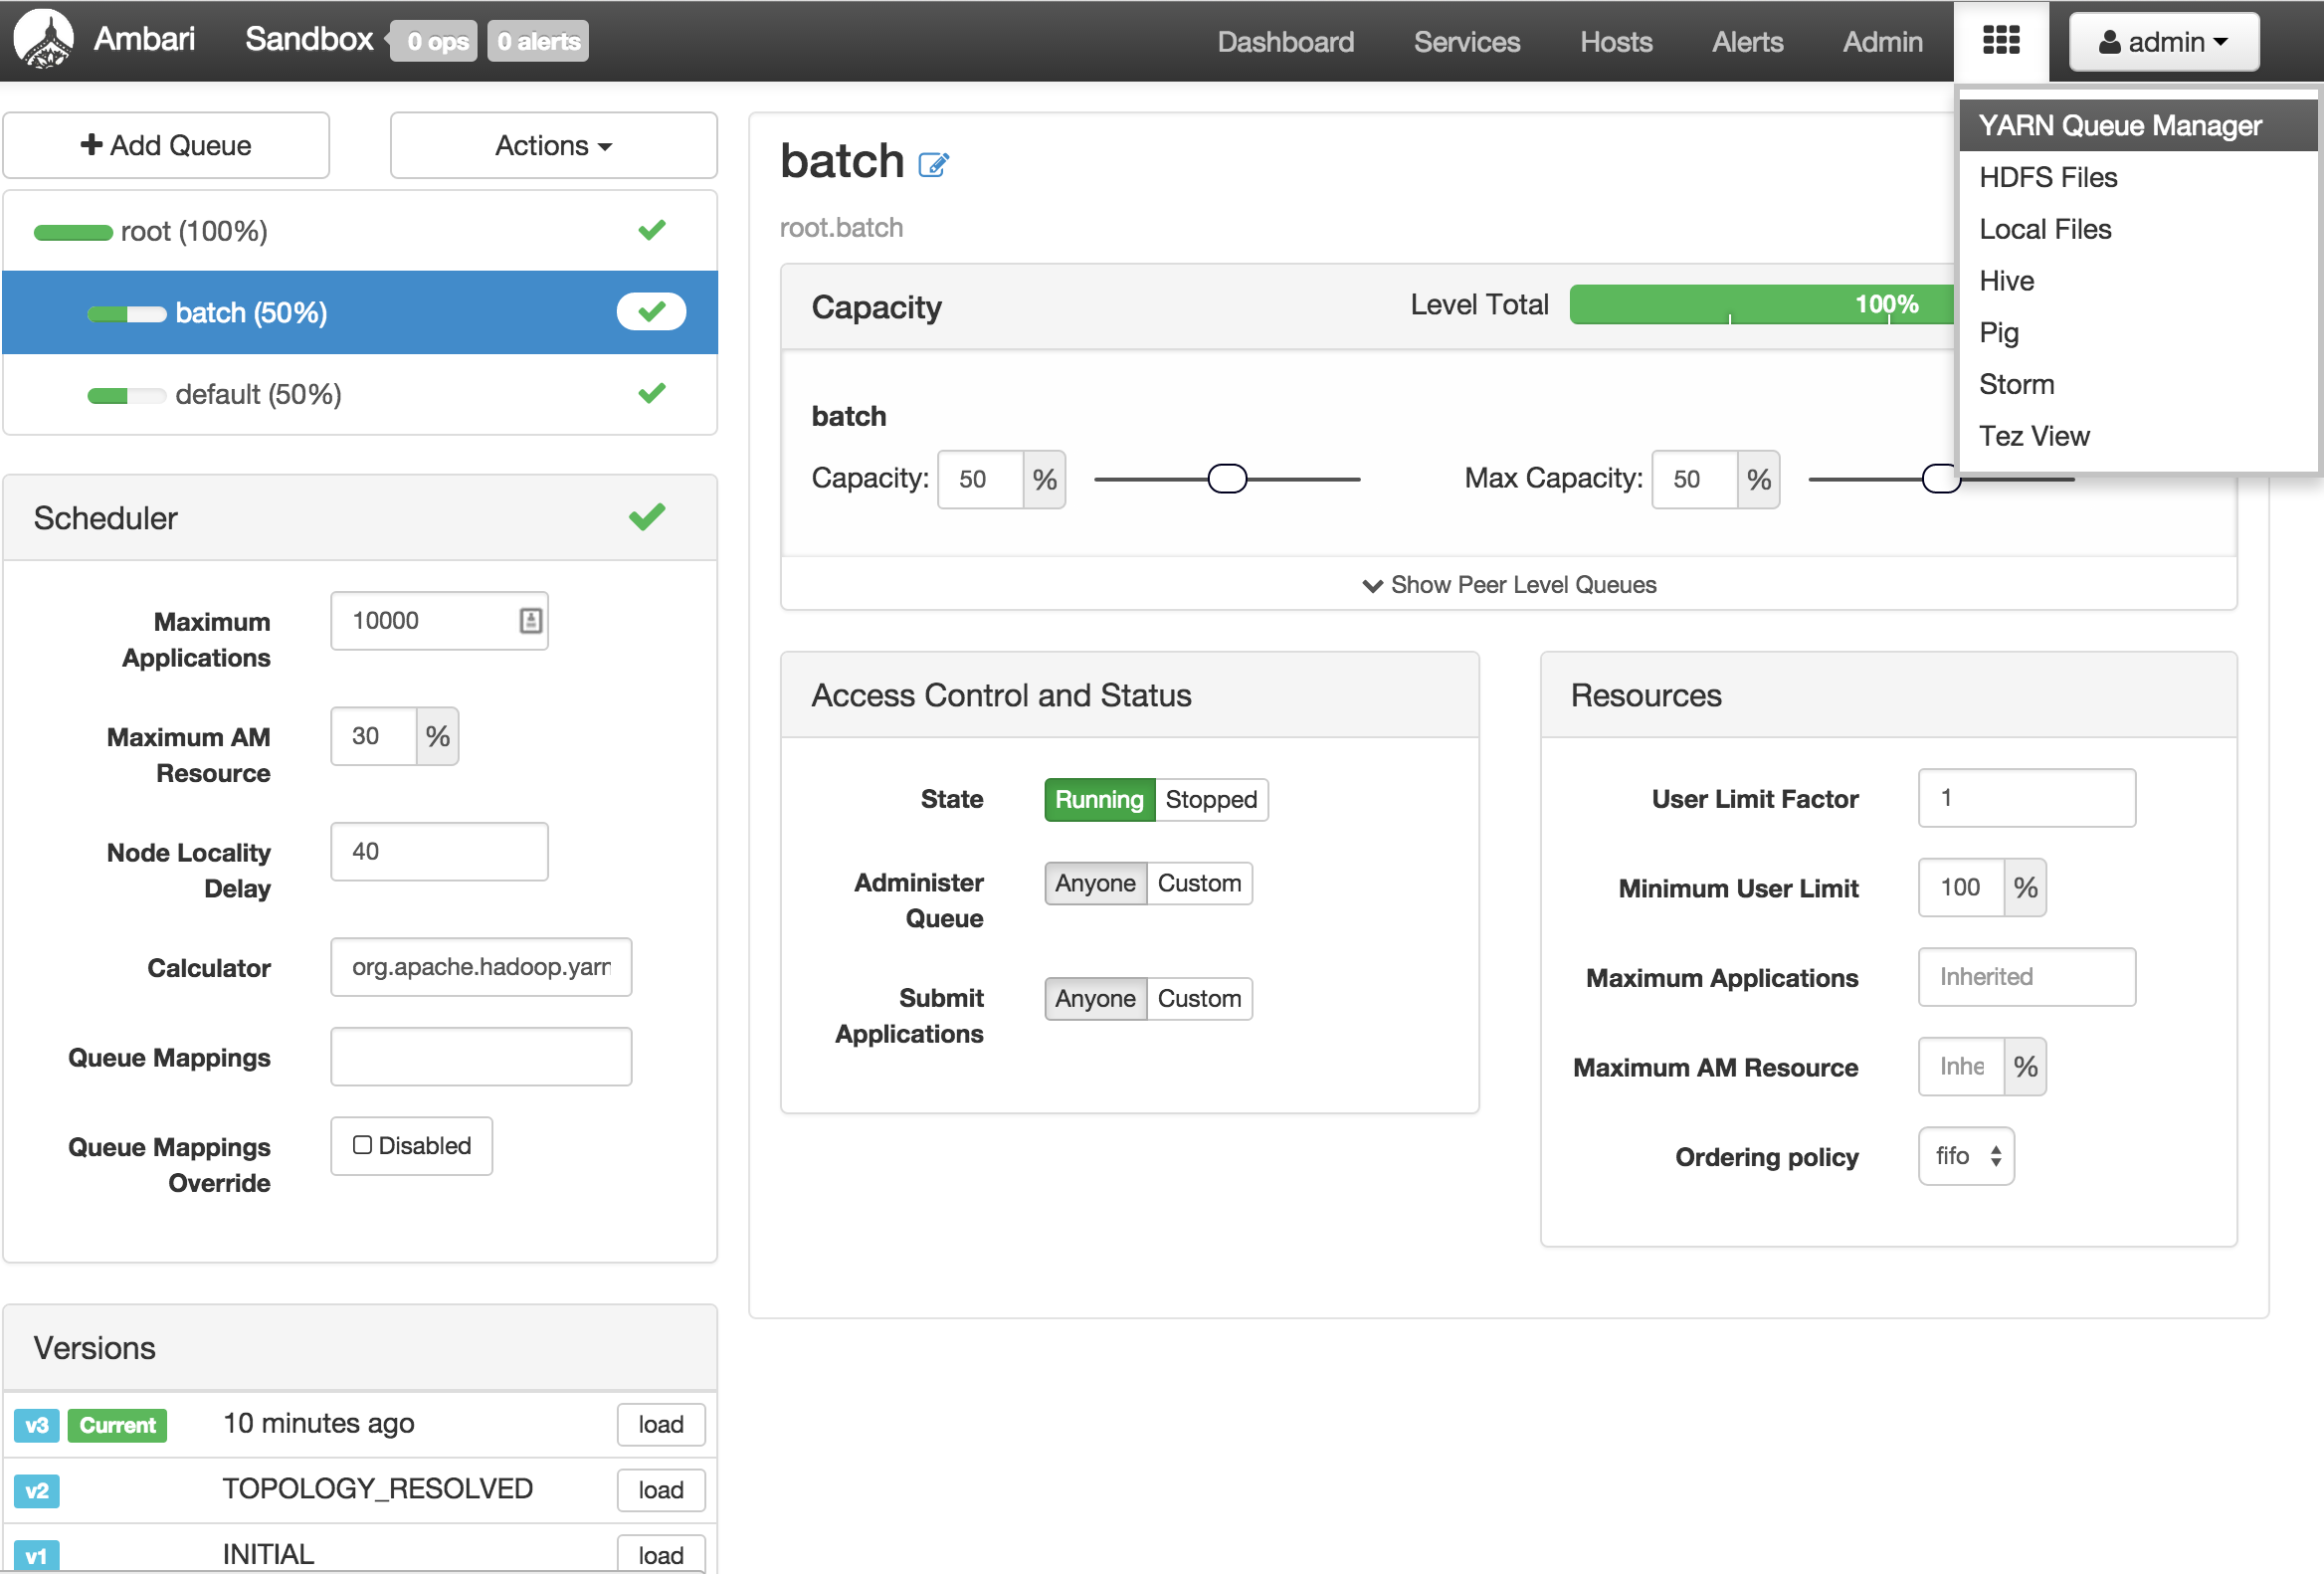 Ambari Sandbox 0 ops 0 alerts Dashboard Services Hosts Alerts Admin admin
YARN Queue Manager
HDFS Files
Local Files
Hive
Pig
Storm
Tez View
Add Queue Actions
root (100%)
batch (50%)
default (50%)
Scheduler
Maximum Applications 10000
Maximum AM Resource 30 %
Node Locality Delay 40
Calculator org.apache.hadoop.yarn
Queue Mappings
Queue Mappings Override Disabled
Versions
v3 Current 10 minutes ago load
v2 TOPOLOGY_RESOLVED load
v1 INITIAL load
batch
root.batch
Capacity Level Total 100%
batch
Capacity: 50 % Max Capacity: 50 %
Show Peer Level Queues
Access Control and Status
State Running Stopped
Administer Queue Anyone Custom
Submit Applications Anyone Custom
Resources
User Limit Factor 1
Minimum User Limit 100 %
Maximum Applications Inherited
Maximum AM Resource Inhe %
Ordering policy fifo